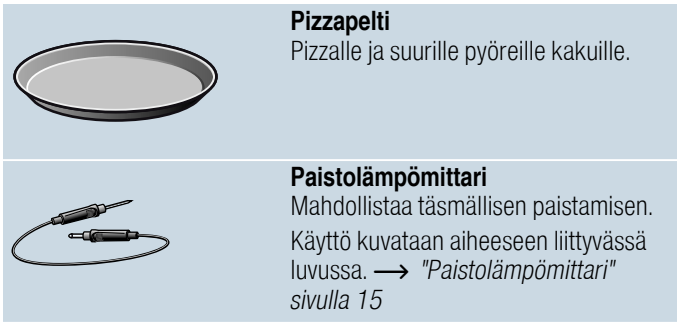 Pizzapelti
Pizzalle ja suurille pyöreille kakuille.
Paistolämpömittari
Mahdollistaa täsmällisen paistamisen.
Käyttö kuvataan aiheeseen liittyvässä
luvussa. ⟶ "Paistolämpömittari"
sivulla 15